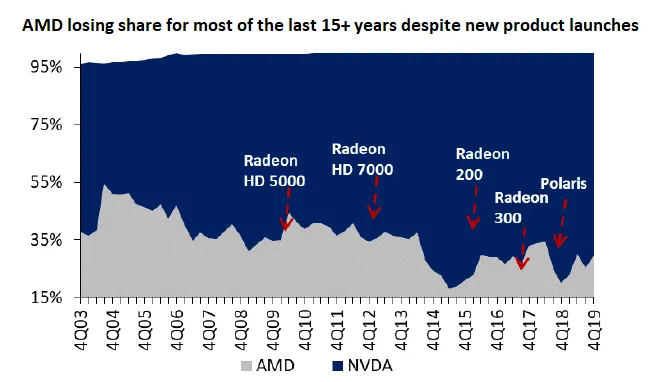 AMD losing share for most of the last 15+ years despite new product launches
95%
75%
55%
35%
15%
Radeon
HD 5000
Radeon
HD 7000
Radeon
200
Radeon
300
Polaris
4Q03
4Q04
4Q05
4Q06
4Q07
4Q08
4Q09
4Q10
4Q11
4Q12
4Q13
4Q14
4Q15
4Q16
4Q17
4Q18
4Q19
AMD
NVDA